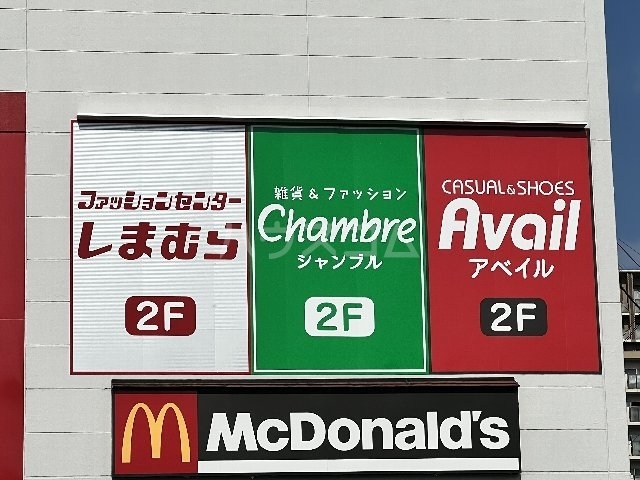 ファッションセンター
しまむら
2F
雑貨&ファッション
Chambre
シャンブル
2F
CASUAL&SHOES
Avail
アベイル
2F
McDonald's